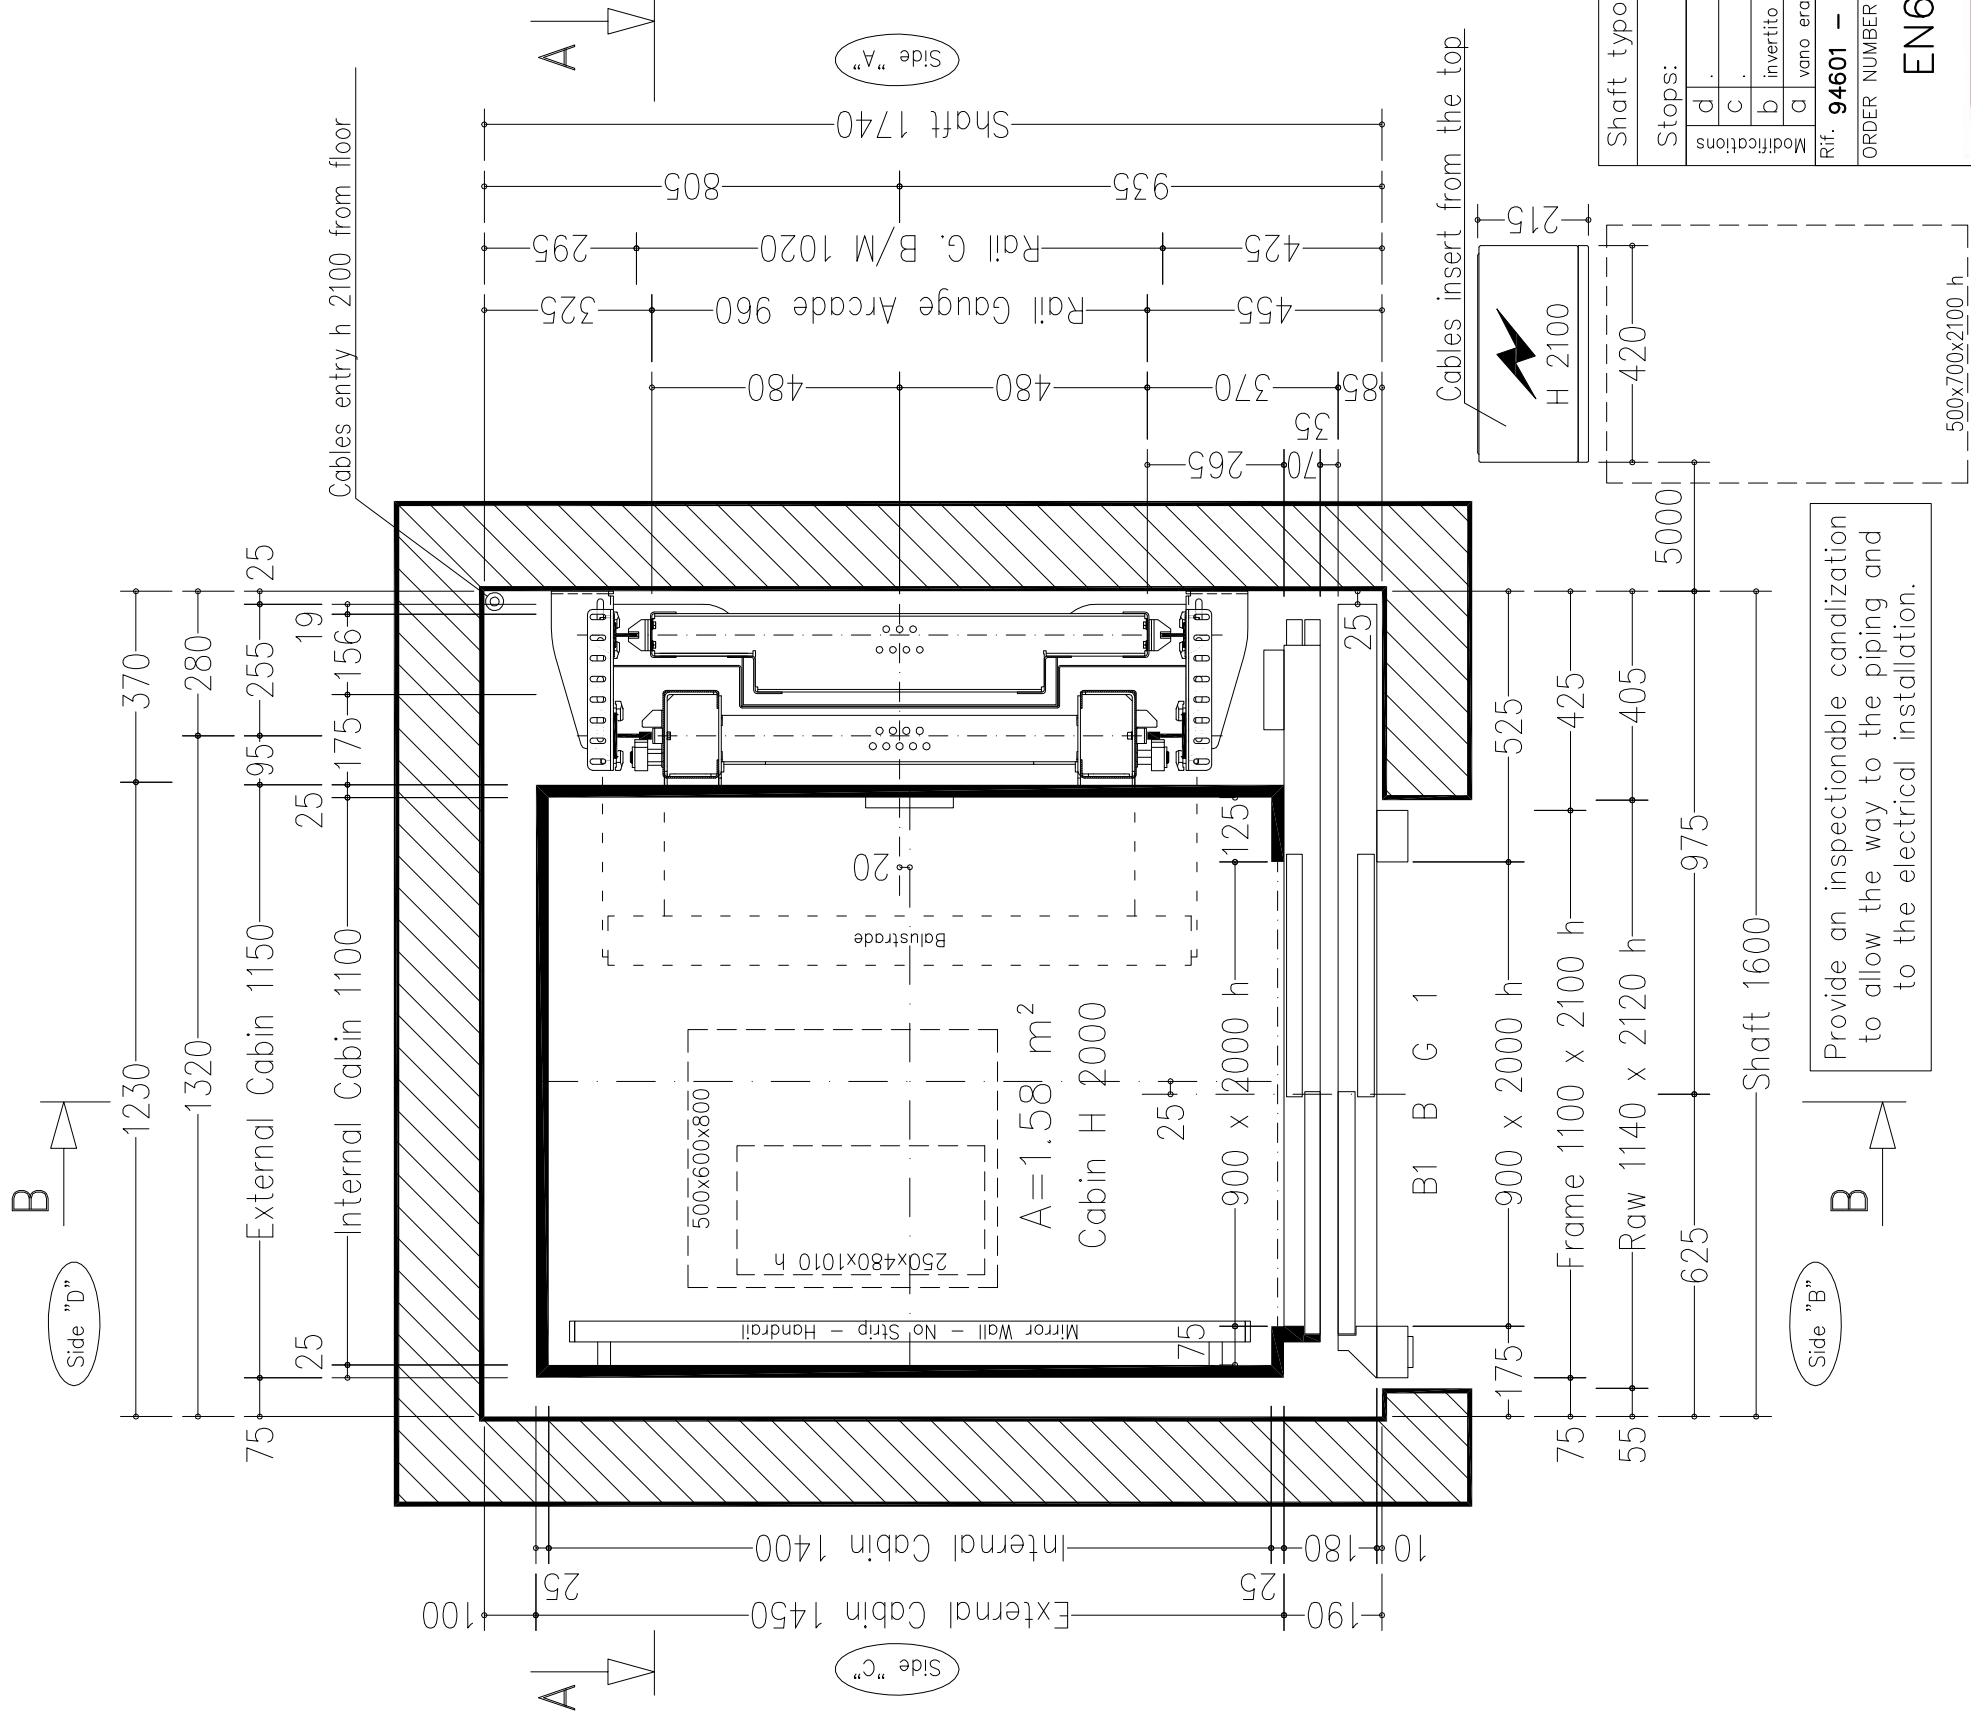 A
Side "A"
Shaft 1740
805
935
295
Rail G. B/M 1020
425
325
Rail Gauge Arcade 960
455
480
480
370
85
35
265
70
Cables entry h 2100 from floor
Cables insert from the top
215
H 2100
420
500x700x2100 h
5000
Shaft typo
Stops:
Modifications
d .
c .
b invertito
a vano era
Rif. 94601 -
ORDER NUMBER
EN6
B
Side "D"
370
1230
280
1320
25
255
95
External Cabin 1150
75
19
156
175
25
Internal Cabin 1100
25
20
Balustrade
125
25
500x600x800
250x480x1010 h
A=1.58 m²
Cabin H 2000
900 x 2000 h
25
75
Mirror Wall - No Strip - Handrail
B1 B G 1
525
900 x 2000 h
175
425
Frame 1100 x 2100 h
75
405
Raw 1140 x 2120 h
55
975
625
Shaft 1600
Provide an inspectionable canalization
to allow the way to the piping and
to the electrical installation.
B
Side "B"
Internal Cabin 1400
180
10
25
25
100
External Cabin 1450
190
A
Side "C"